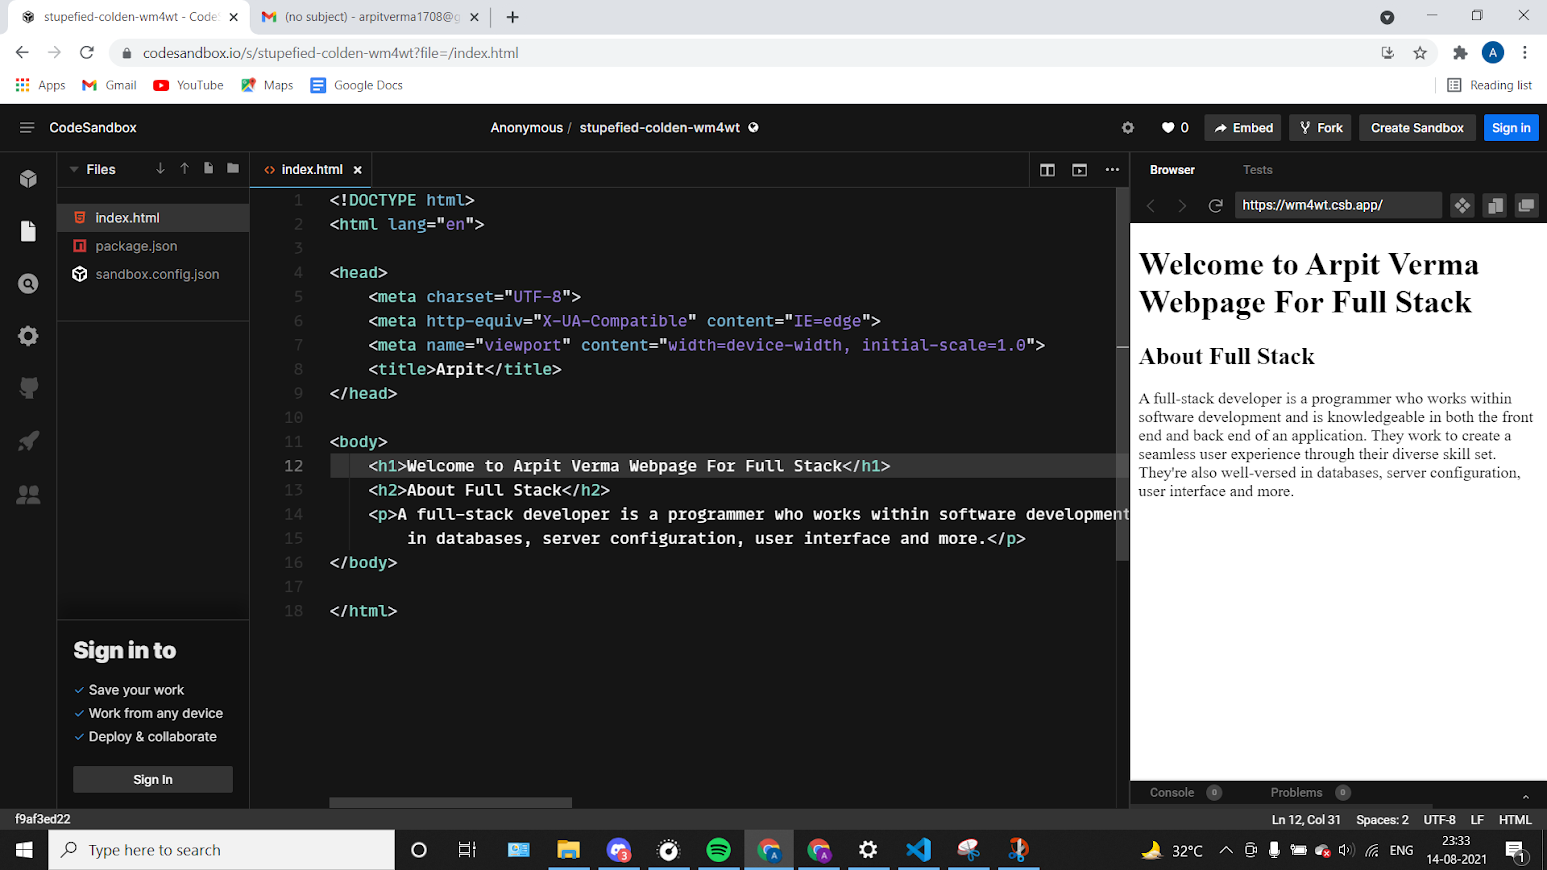 stupefied-colden-wm4wt - Code
(no subject) - arpitverma1708@g
codesandbox.io/s/stupefied-colden-wm4wt?file=/index.html
A
Apps
Gmail
YouTube
Maps
Google Docs
Reading list
CodeSandbox
Anonymous / stupefied-colden-wm4wt
0
Embed
Fork
Create Sandbox
Sign in
Files
index.html
package.json
sandbox.config.json
Sign in to
Save your work
Work from any device
Deploy & collaborate
Sign In
index.html
1 <!DOCTYPE html>
2 <html lang="en">
3
4 <head>
5 <meta charset="UTF-8">
6 <meta http-equiv="X-UA-Compatible" content="IE=edge">
7 <meta name="viewport" content="width=device-width, initial-scale=1.0">
8 <title>Arpit</title>
9 </head>
10
11 <body>
12 <h1>Welcome to Arpit Verma Webpage For Full Stack</h1>
13 <h2>About Full Stack</h2>
14 <p>A full-stack developer is a programmer who works within software development
15 in databases, server configuration, user interface and more.</p>
16 </body>
17
18 </html>
Browser
Tests
https://wm4wt.csb.app/
Welcome to Arpit Verma
Webpage For Full Stack
About Full Stack
A full-stack developer is a programmer who works within
software development and is knowledgeable in both the front
end and back end of an application. They work to create a
seamless user experience through their diverse skill set.
They're also well-versed in databases, server configuration,
user interface and more.
Console 0
Problems 0
f9af3ed22
Ln 12, Col 31
Spaces: 2
UTF-8
LF
HTML
Type here to search
3
A
A
32°C
ENG
23:33
14-08-2021
1